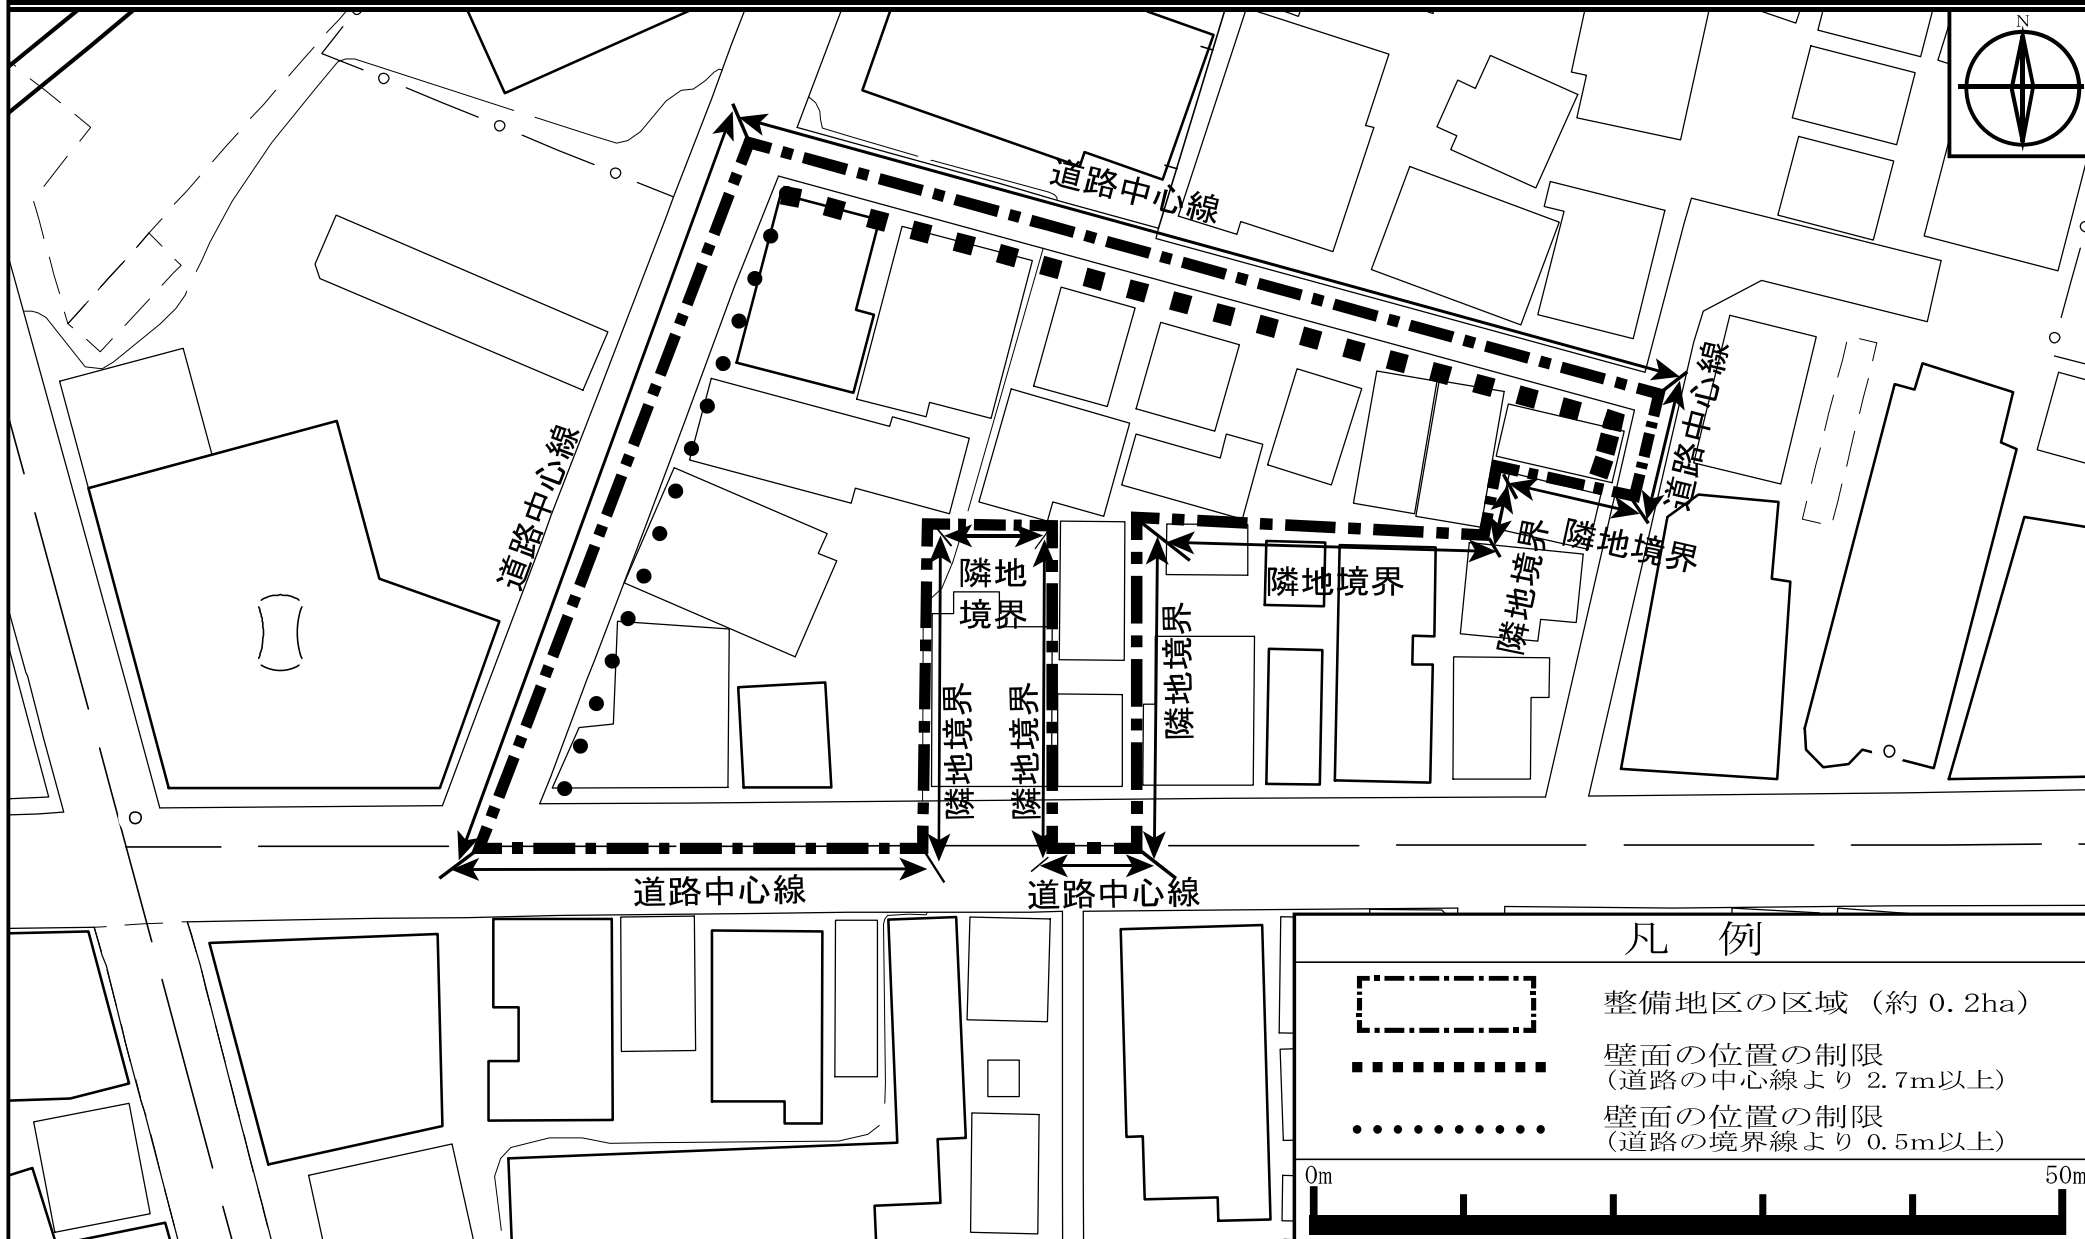 N
道路中心線
道路中心線
道路中心線
隣地境界
隣地境界
隣地境界
隣地
境界
隣地境界
隣地境界
隣地境界
道路中心線
道路中心線
凡 例
整備地区の区域 (約 0.2ha)
壁面の位置の制限
(道路の中心線より 2.7m以上)
壁面の位置の制限
(道路の境界線より 0.5m以上)
0m 50m